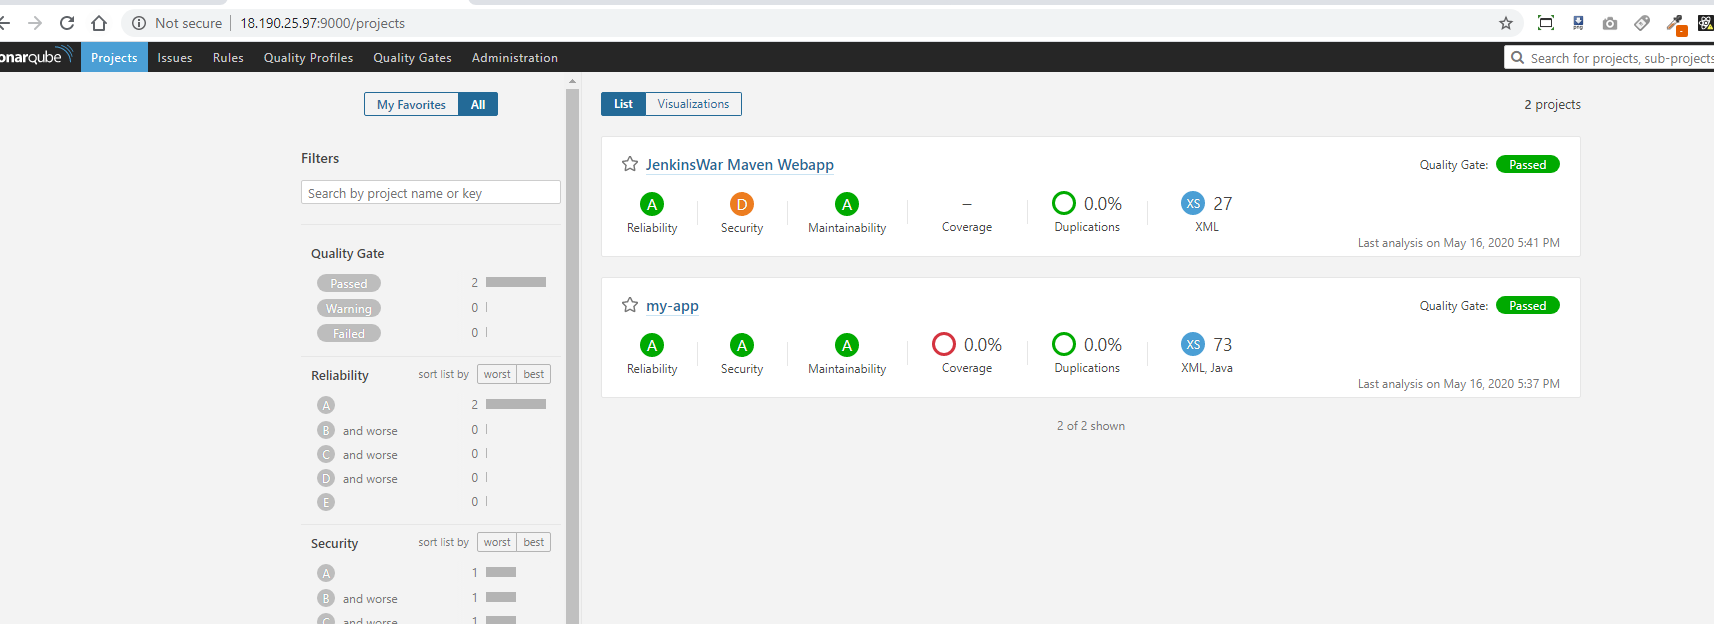 Not secure | 18.190.25.97:9000/projects
onarqube Projects Issues Rules Quality Profiles Quality Gates Administration Search for projects, sub-projects
My Favorites All
List Visualizations 2 projects
Filters
Search by project name or key
Quality Gate
Passed 2
Warning 0
Failed 0
Reliability sort list by worst best
A 2
B and worse 0
C and worse 0
D and worse 0
E 0
Security sort list by worst best
A 1
B and worse 1
C and worse 1
JenkinsWar Maven Webapp Quality Gate: Passed
A D A – 0.0% XS 27
Reliability Security Maintainability Coverage Duplications XML
Last analysis on May 16, 2020 5:41 PM
my-app Quality Gate: Passed
A A A 0.0% 0.0% XS 73
Reliability Security Maintainability Coverage Duplications XML, Java
Last analysis on May 16, 2020 5:37 PM
2 of 2 shown